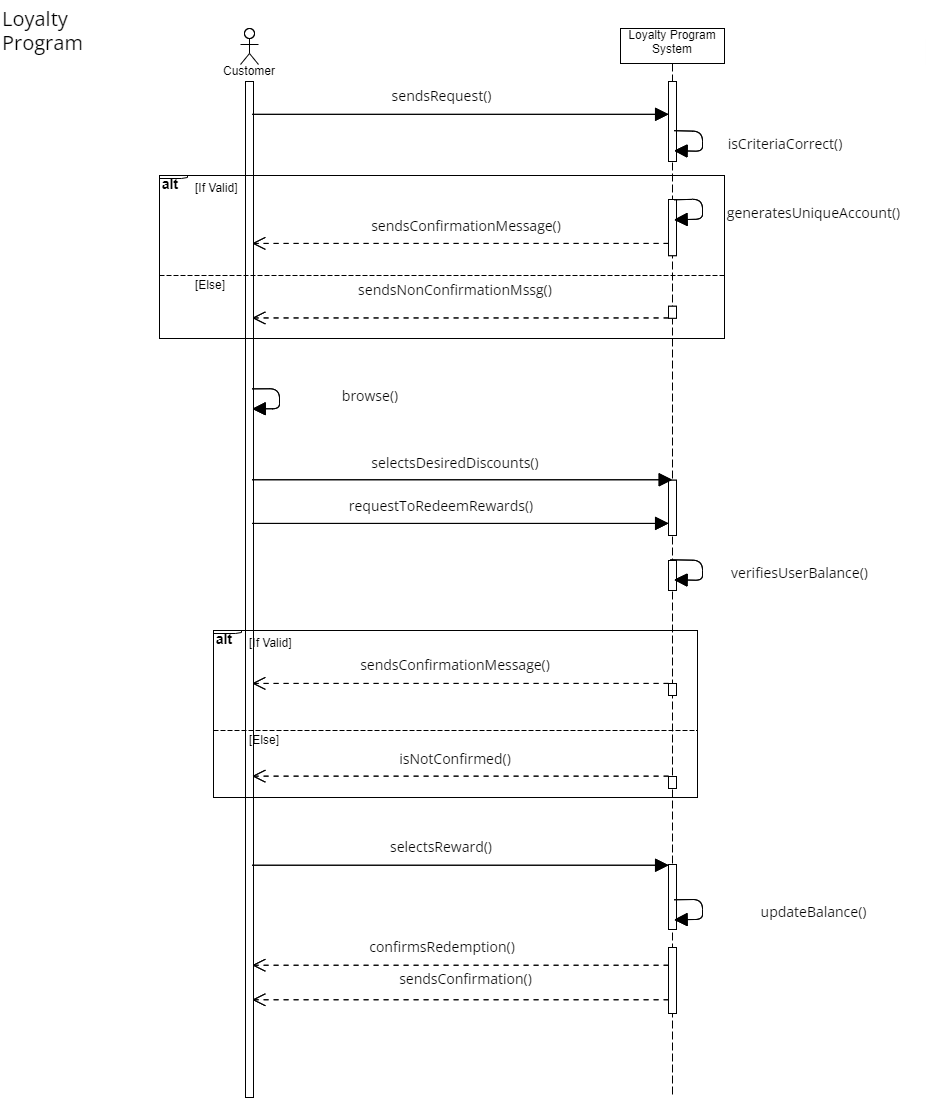 Loyalty
Program
Customer
Loyalty Program
System
sendsRequest()
isCriteriaCorrect()
alt
[If Valid]
generatesUniqueAccount()
sendsConfirmationMessage()
[Else]
sendsNonConfirmationMssg()
browse()
selectsDesiredDiscounts()
requestToRedeemRewards()
verifiesUserBalance()
alt
[If Valid]
sendsConfirmationMessage()
[Else]
isNotConfirmed()
selectsReward()
updateBalance()
confirmsRedemption()
sendsConfirmation()